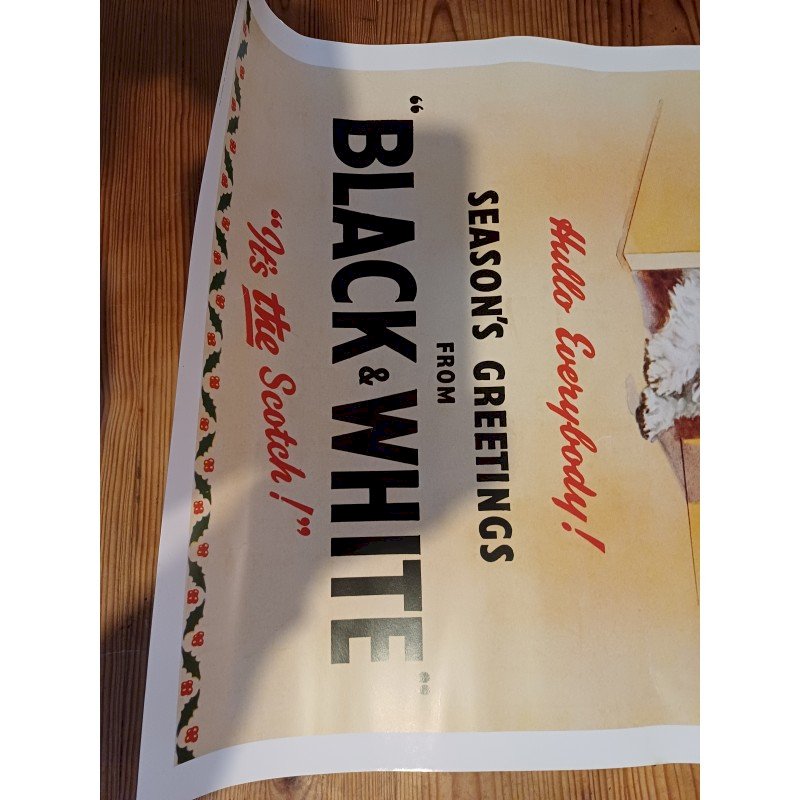 Hullo Everybody!
SEASON'S GREETINGS
FROM
"BLACK & WHITE"
"It's the Scotch!"